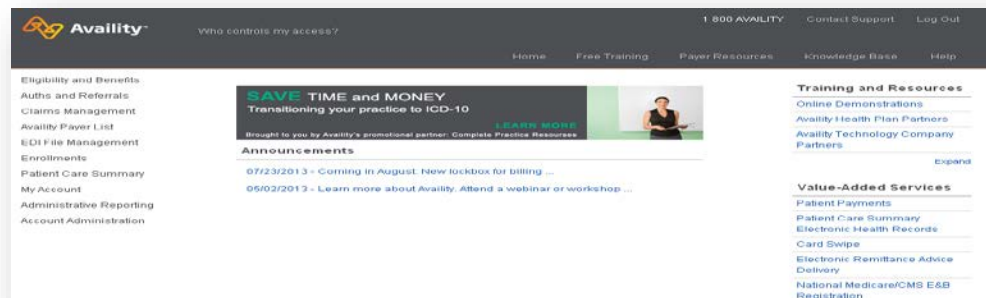 Availity
Who controls my access?
1 800 AVAILITY Contact Support Log Out
Home Free Training Payer Resources Knowledge Base Help
Eligibility and Benefits
Auths and Referrals
Claims Management
Availity Payer List
EDI File Management
Enrollments
Patient Care Summary
My Account
Administrative Reporting
Account Administration
SAVE TIME and MONEY
Transitioning your practice to ICD-10
LEARN MORE
Brought to you by Availity's promotional partner: Complete Practice Resourses
Announcements
07/23/2013 - Coming in August: New lockbox for billing ...
05/02/2013 - Learn more about Availity. Attend a webinar or workshop ...
Training and Resources
Online Demonstrations
Availity Health Plan Partners
Availity Technology Company
Partners
Expand
Value-Added Services
Patient Payments
Patient Care Summary
Electronic Health Records
Card Swipe
Electronic Remittance Advice
Delivery
National Medicare/CMS E&B
Registration